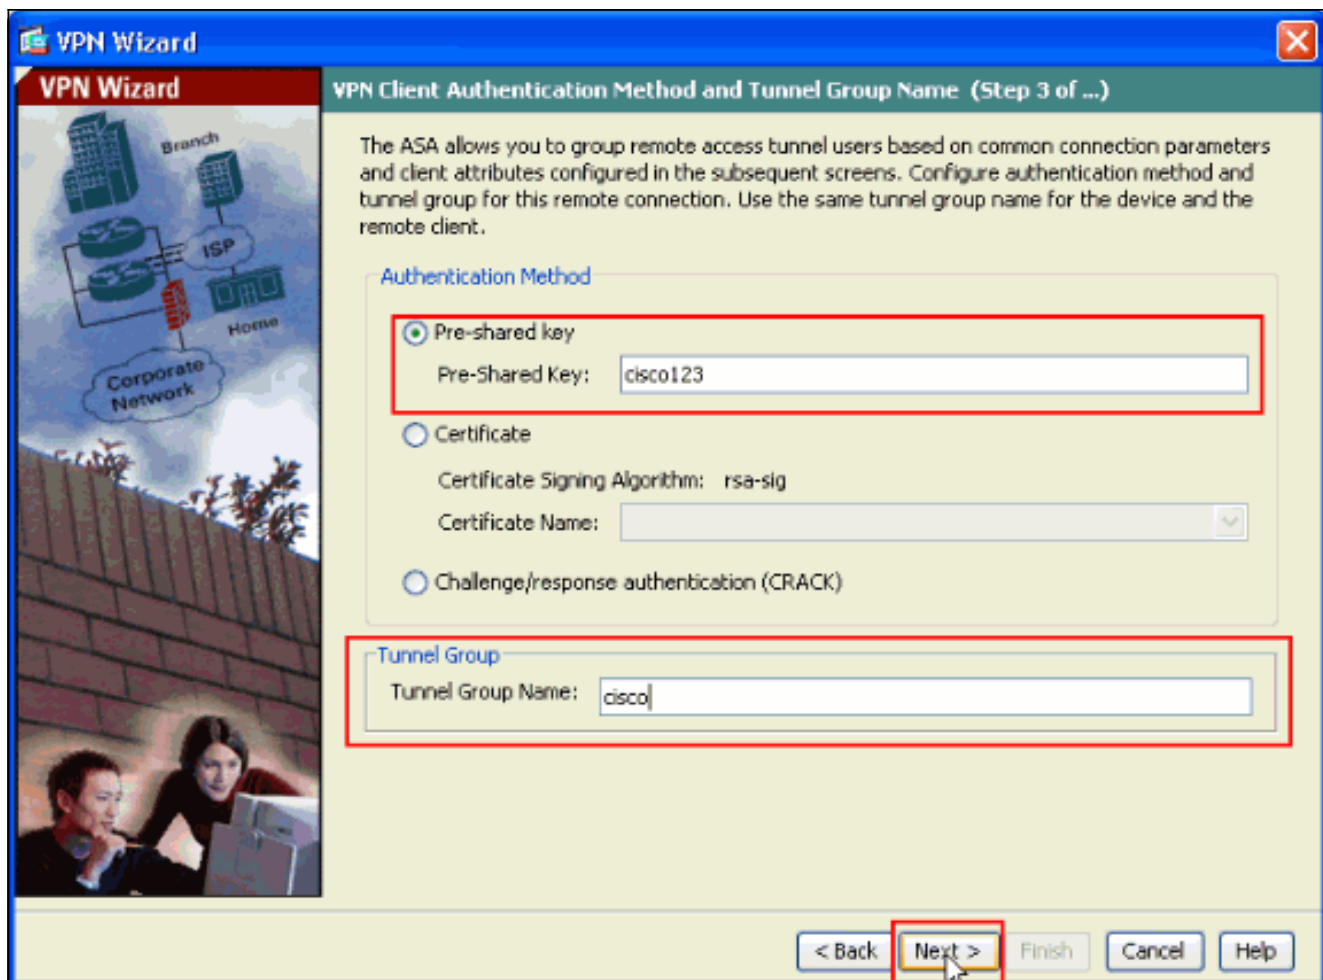 VPN Wizard
VPN Wizard
Branch
ISP
Home
Corporate
Network
VPN Client Authentication Method and Tunnel Group Name (Step 3 of ...)
The ASA allows you to group remote access tunnel users based on common connection parameters
and client attributes configured in the subsequent screens. Configure authentication method and
tunnel group for this remote connection. Use the same tunnel group name for the device and the
remote client.
Authentication Method
Pre-shared key
Pre-Shared Key: cisco123
Certificate
Certificate Signing Algorithm: rsa-sig
Certificate Name:
Challenge/response authentication (CRACK)
Tunnel Group
Tunnel Group Name: cisco
< Back Next > Finish Cancel Help